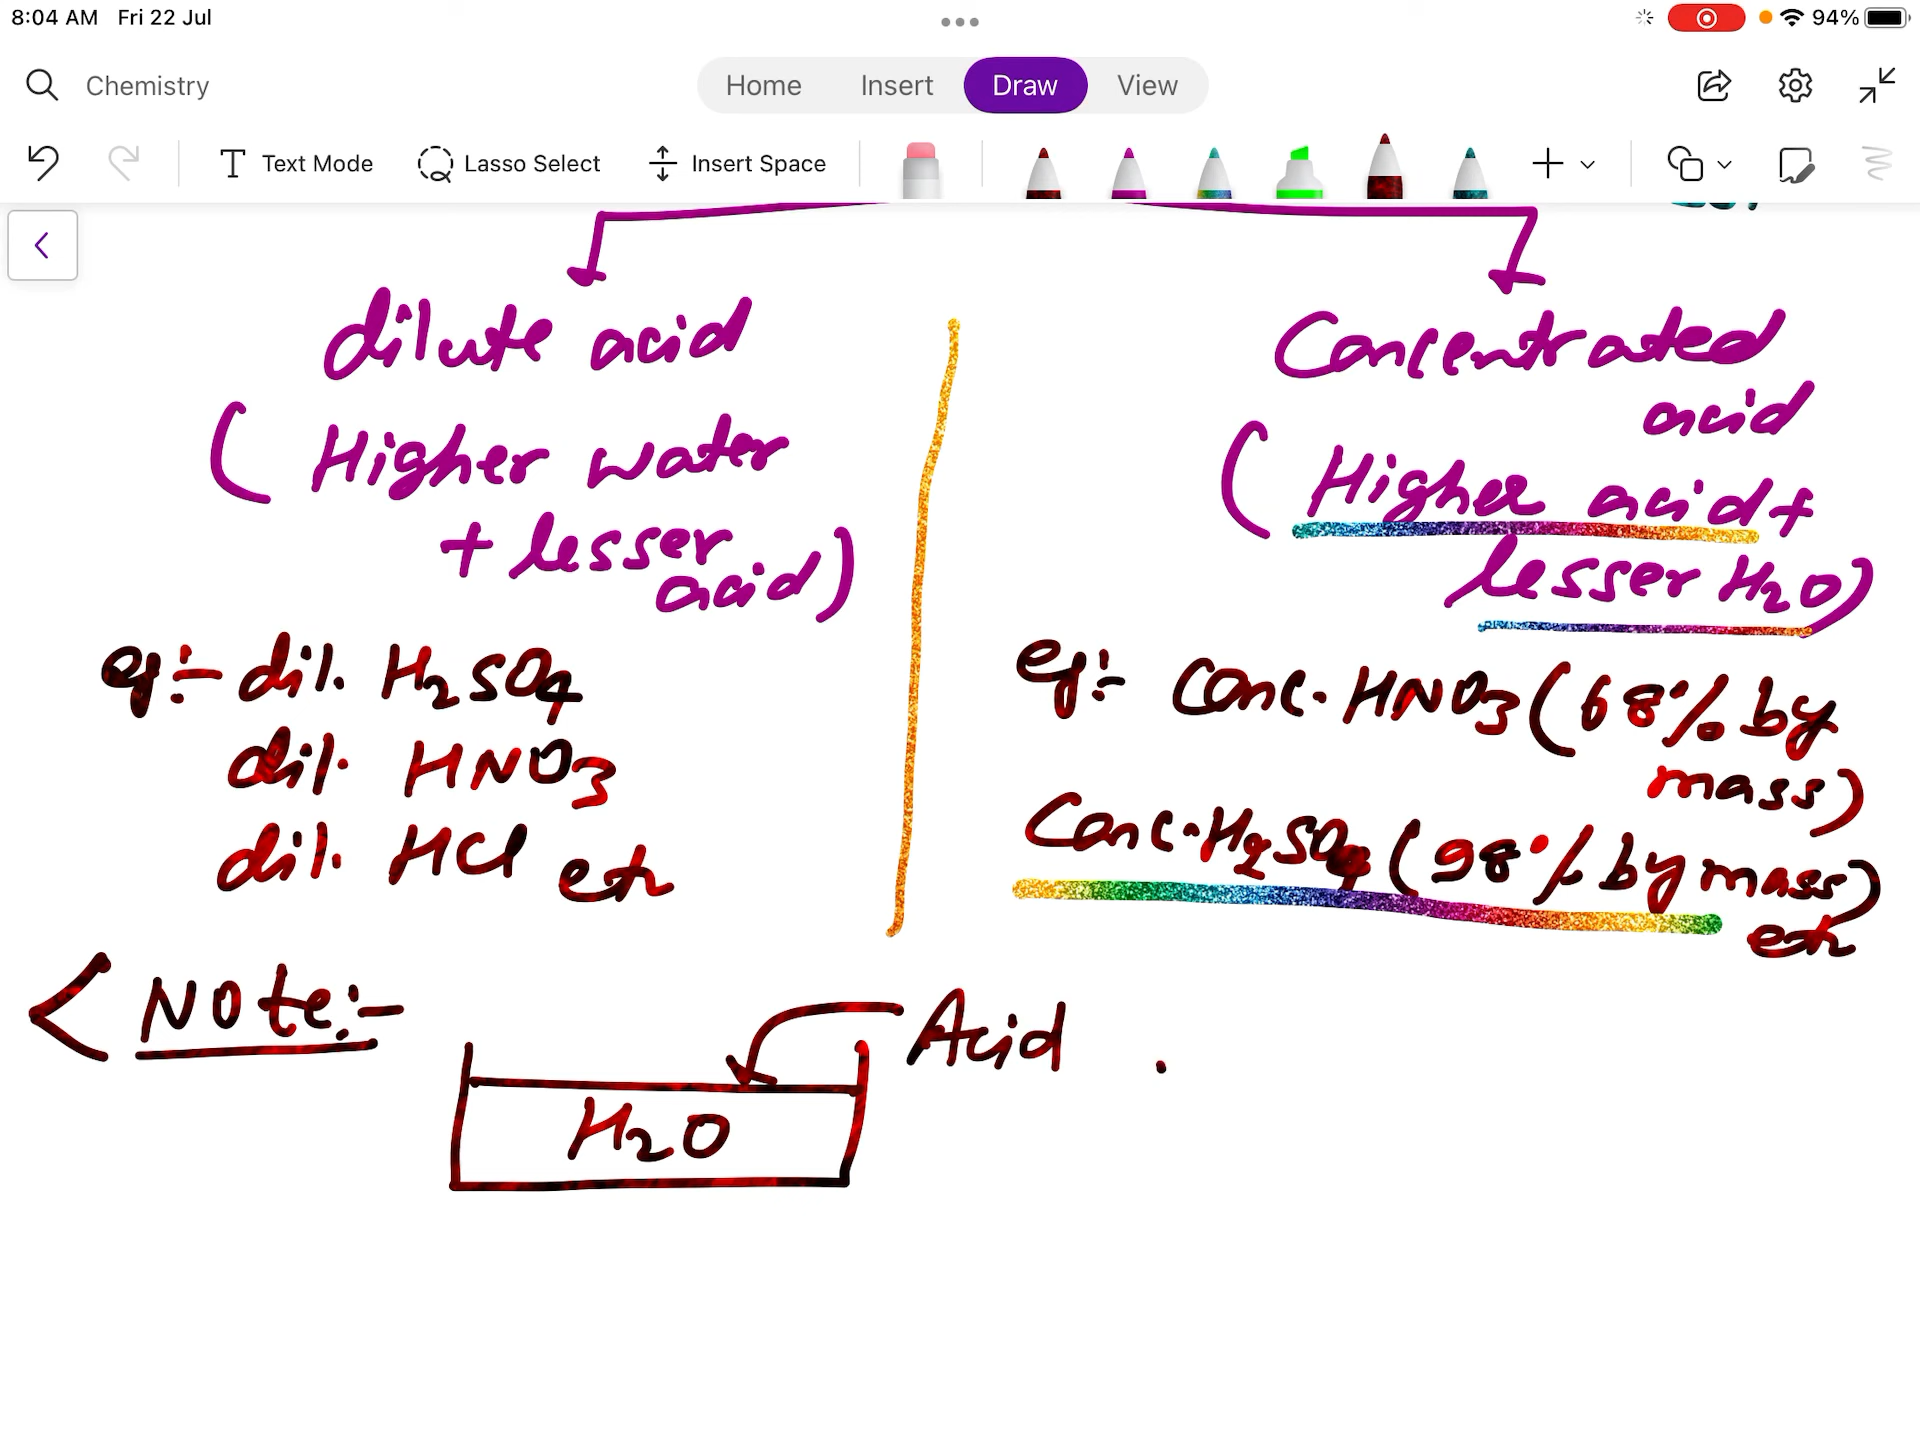 8:04 AM Fri 22 Jul
94%
Chemistry
Home Insert Draw View
Text Mode Lasso Select Insert Space
dilute acid
( Higher water
+ lesser
acid)
eg:- dil. H₂SO₄
dil. HNO₃
dil. HCl etc
Concentrated
acid
( Higher acid +
lesser H₂O)
eg:- Conc. HNO₃ (68% by
mass)
Conc. H₂SO₄ (98% by mass)
etc
< NOte:-
Acid .
H₂O